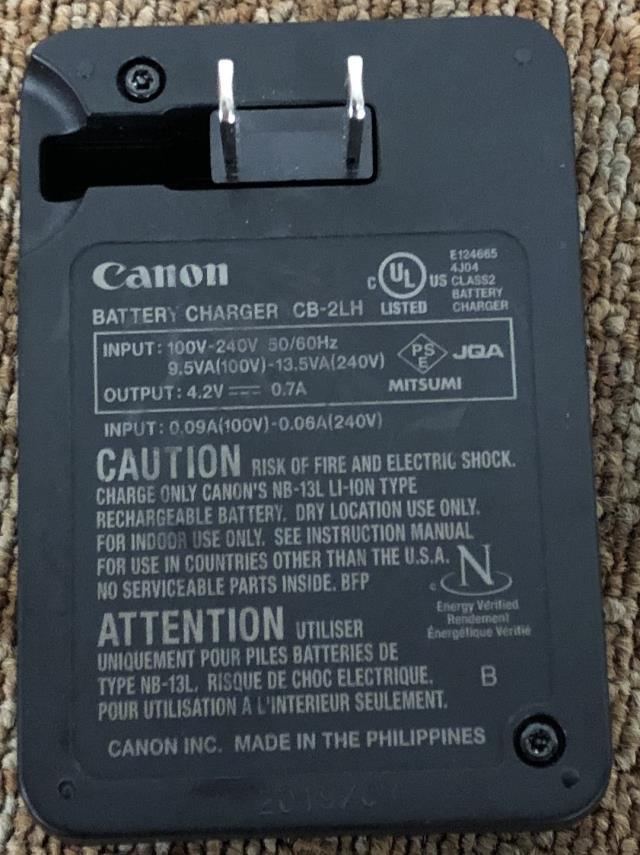 Canon
BATTERY CHARGER CB-2LH
C UL US LISTED
E124665
4J04
CLASS2
BATTERY
CHARGER
INPUT: 100V-240V 50/60Hz
9.5VA(100V)-13.5VA(240V)
OUTPUT: 4.2V ⎓ 0.7A
PS
E
JQA
MITSUMI
INPUT: 0.09A(100V)-0.06A(240V)
CAUTION RISK OF FIRE AND ELECTRIC SHOCK.
CHARGE ONLY CANON'S NB-13L LI-ION TYPE
RECHARGEABLE BATTERY. DRY LOCATION USE ONLY.
FOR INDOOR USE ONLY. SEE INSTRUCTION MANUAL
FOR USE IN COUNTRIES OTHER THAN THE U.S.A.
NO SERVICEABLE PARTS INSIDE. BFP
c N
Energy Verified
Rendement
Énergétique Vérifié
ATTENTION UTILISER
UNIQUEMENT POUR PILES BATTERIES DE
TYPE NB-13L. RISQUE DE CHOC ELECTRIQUE.
POUR UTILISATION À L'INTERIEUR SEULEMENT.
B
CANON INC. MADE IN THE PHILIPPINES